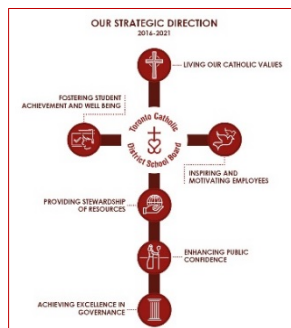 OUR STRATEGIC DIRECTION
2016-2021
LIVING OUR CATHOLIC VALUES
FOSTERING STUDENT
ACHIEVEMENT AND WELL BEING
Toronto Catholic
District School Board
INSPIRING AND
MOTIVATING EMPLOYEES
PROVIDING STEWARDSHIP
OF RESOURCES
ENHANCING PUBLIC
CONFIDENCE
ACHIEVING EXCELLENCE IN
GOVERNANCE